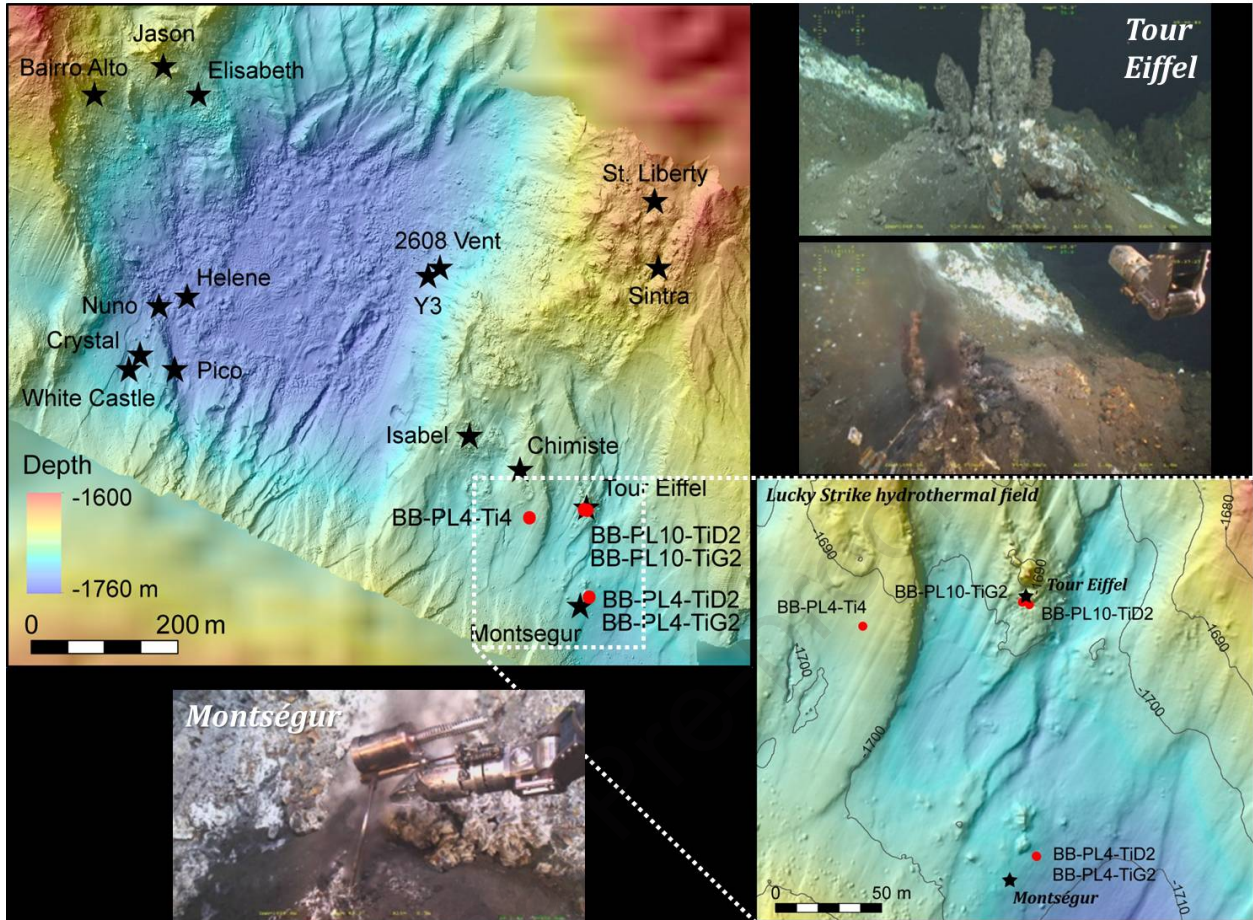 Jason
Bairro Alto
Elisabeth
St. Liberty
2608 Vent
Sintra
Helene
Y3
Nuno
Crystal
Pico
White Castle
Isabel
Chimiste
Depth
-1600
-1760 m
Tour Eiffel
BB-PL4-Ti4
BB-PL10-TiD2
BB-PL10-TiG2
BB-PL4-TiD2
BB-PL4-TiG2
Montsegur
0 200 m
Tour
Eiffel
Montségur
Lucky Strike hydrothermal field
-1680
-1690
-1690
BB-PL10-TiG2
Tour Eiffel
BB-PL4-Ti4
BB-PL10-TiD2
-1690
-1700
-1700
-1700
BB-PL4-TiD2
BB-PL4-TiG2
Montségur
0 50 m
-1710